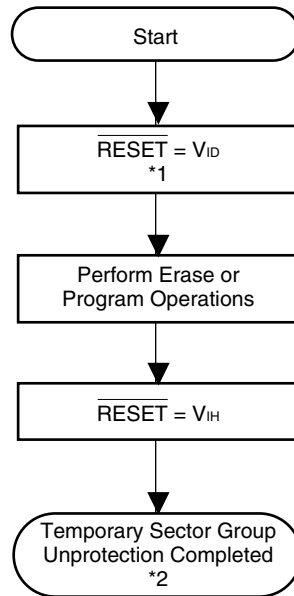 Start
RESET = VID
*1
Perform Erase or
Program Operations
RESET = VIH
Temporary Sector Group
Unprotection Completed
*2